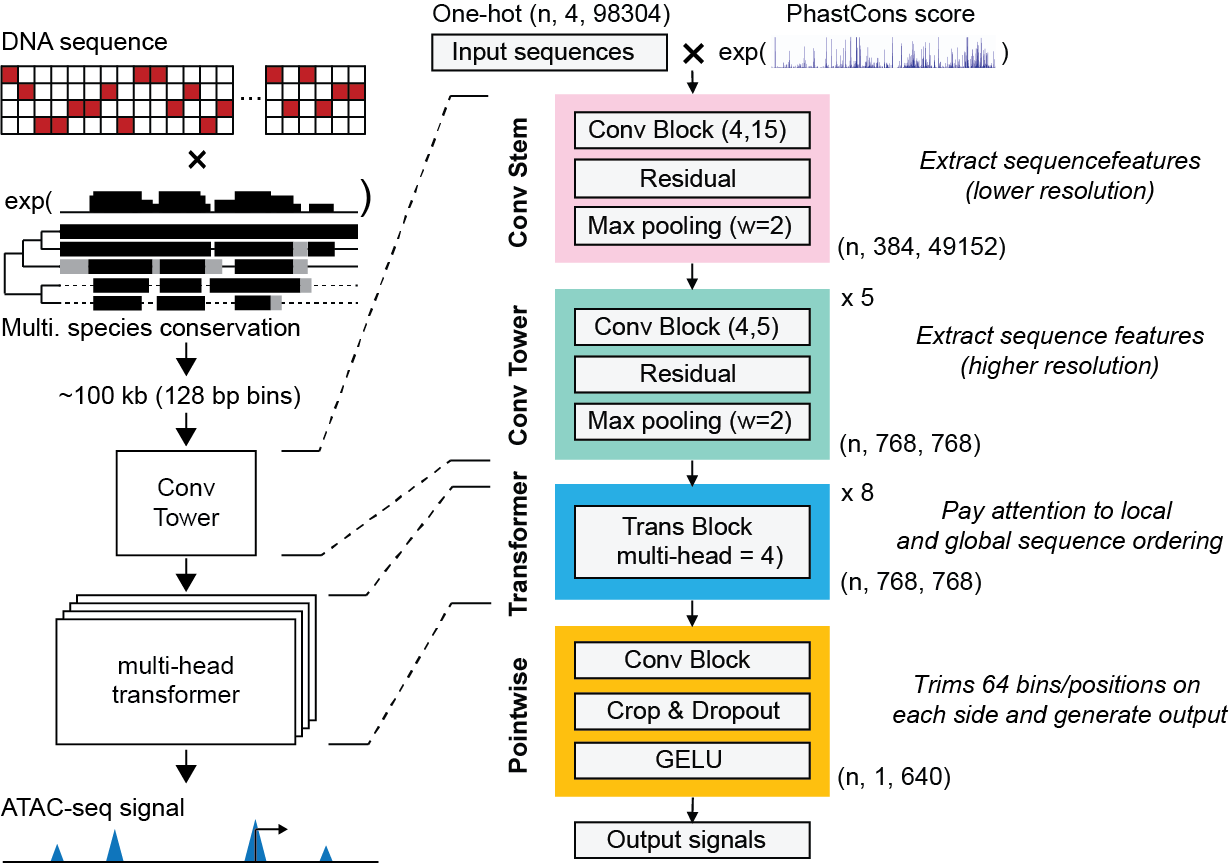 DNA sequence
...
×
exp( )
Multi. species conservation
~100 kb (128 bp bins)
Conv
Tower
multi-head
transformer
ATAC-seq signal
One-hot (n, 4, 98304)
PhastCons score
Input sequences
×
exp( )
Conv Stem
Conv Block (4,15)
Residual
Max pooling (w=2)
Extract sequencefeatures
(lower resolution)
(n, 384, 49152)
Conv Tower
x 5
Conv Block (4,5)
Residual
Max pooling (w=2)
Extract sequence features
(higher resolution)
(n, 768, 768)
Transformer
x 8
Trans Block
multi-head = 4)
Pay attention to local
and global sequence ordering
(n, 768, 768)
Pointwise
Conv Block
Crop & Dropout
GELU
Trims 64 bins/positions on
each side and generate output
(n, 1, 640)
Output signals